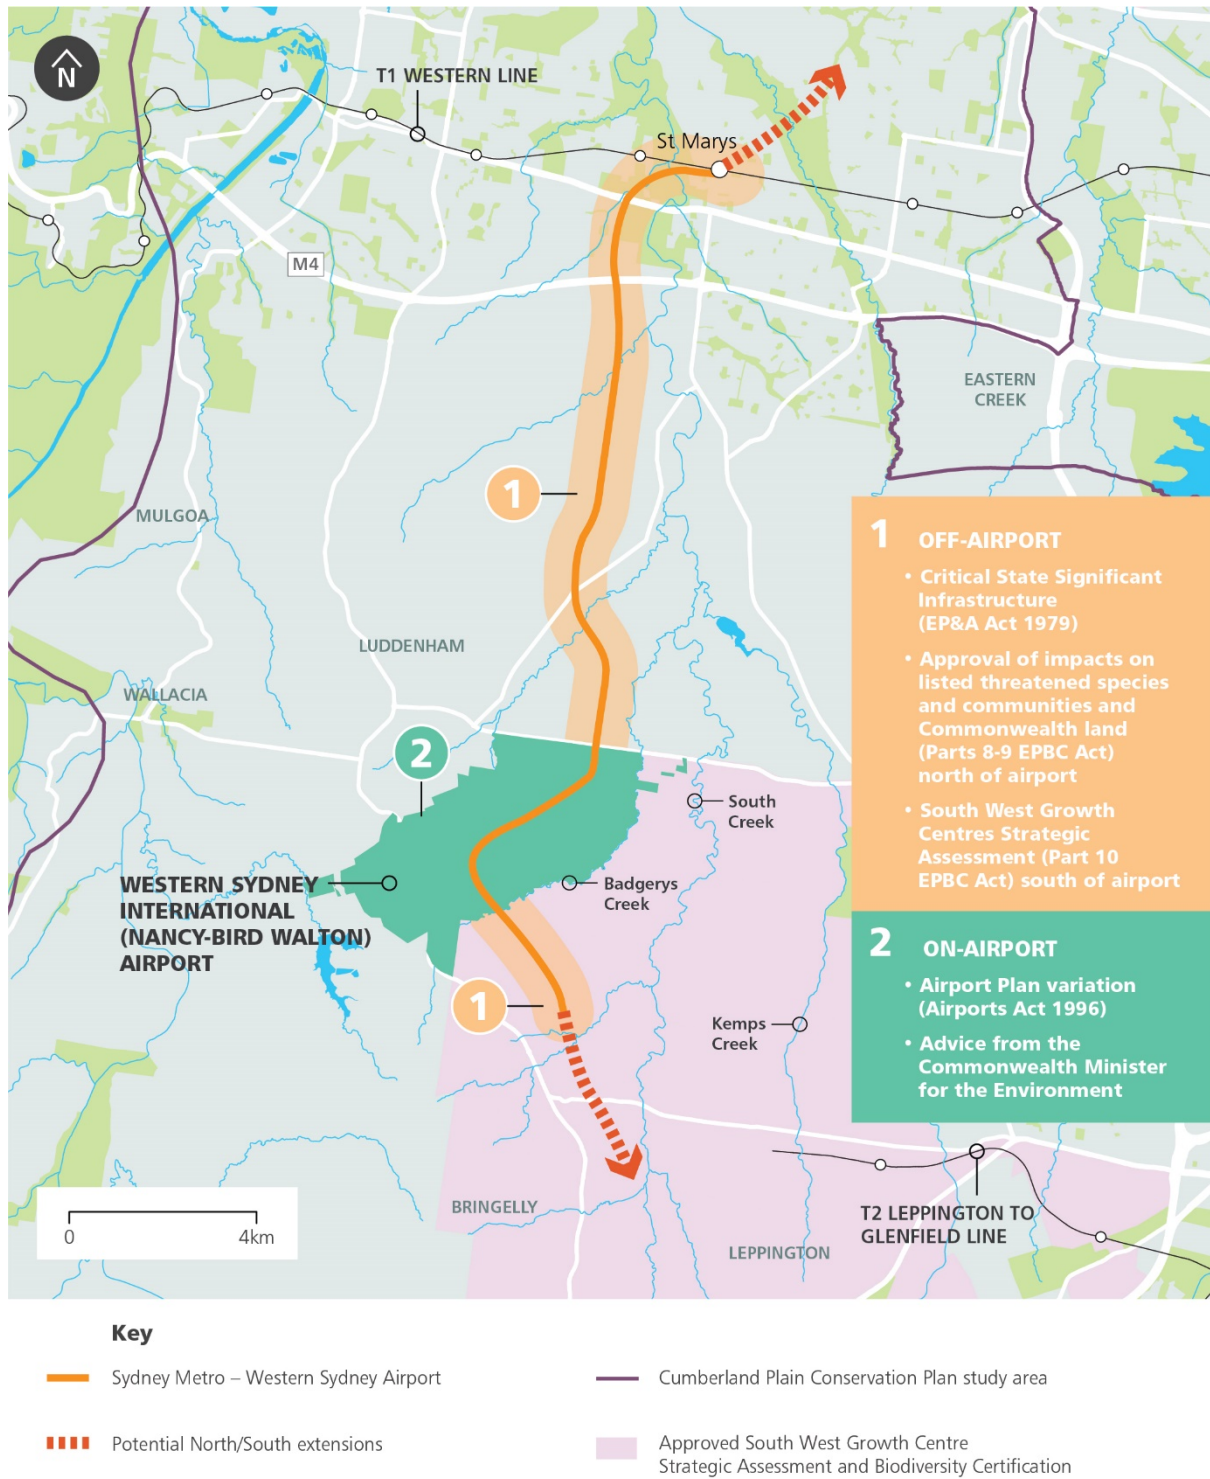 N
T1 WESTERN LINE
St Marys
M4
EASTERN
CREEK
1
MULGOA
LUDDENHAM
WALLACIA
2
South
Creek
Badgerys
Creek
WESTERN SYDNEY
INTERNATIONAL
(NANCY-BIRD WALTON)
AIRPORT
1
Kemps
Creek
BRINGELLY
LEPPINGTON
T2 LEPPINGTON TO
GLENFIELD LINE
0 4km
1 OFF-AIRPORT
• Critical State Significant
Infrastructure
(EP&A Act 1979)
• Approval of impacts on
listed threatened species
and communities and
Commonwealth land
(Parts 8-9 EPBC Act)
north of airport
• South West Growth
Centres Strategic
Assessment (Part 10
EPBC Act) south of airport
2 ON-AIRPORT
• Airport Plan variation
(Airports Act 1996)
• Advice from the
Commonwealth Minister
for the Environment
Key
Sydney Metro – Western Sydney Airport
Potential North/South extensions
Cumberland Plain Conservation Plan study area
Approved South West Growth Centre
Strategic Assessment and Biodiversity Certification